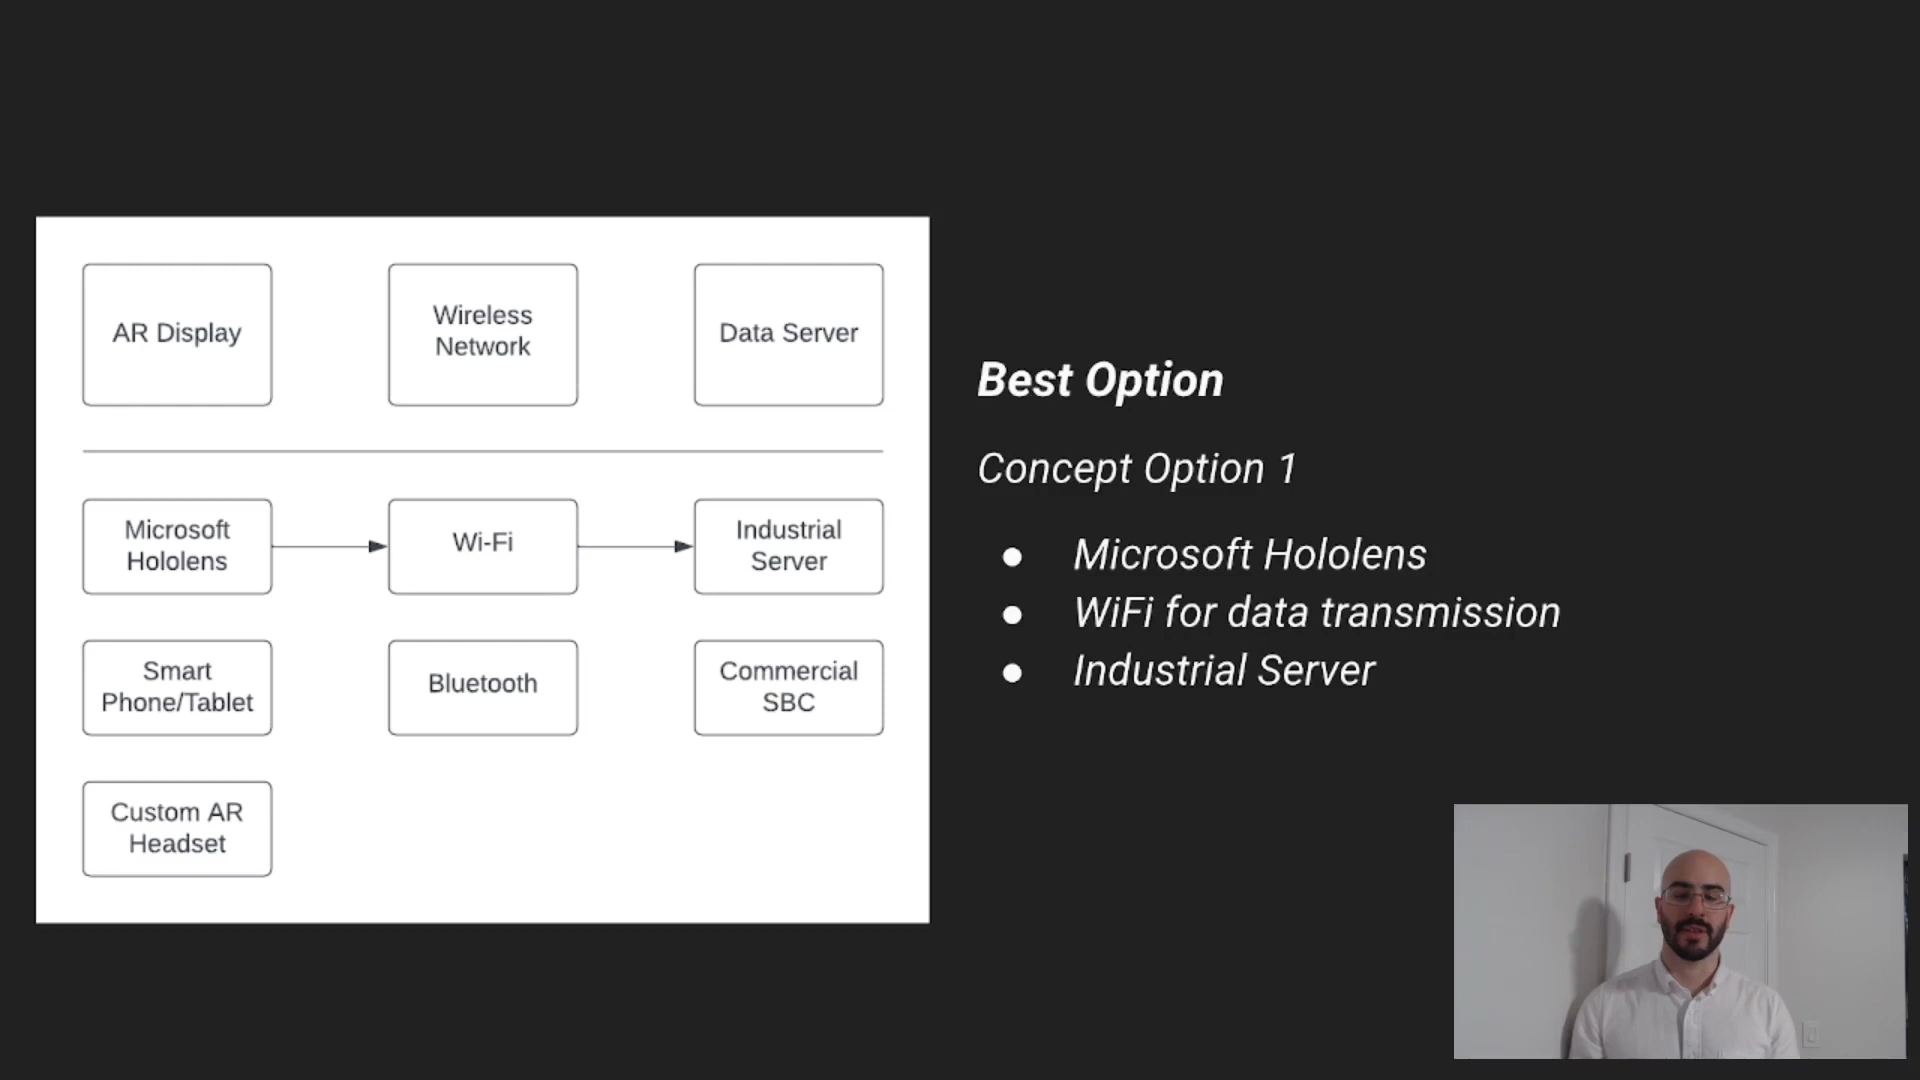 AR Display
Wireless
Network
Data Server
Microsoft
Hololens
Wi-Fi
Industrial
Server
Smart
Phone/Tablet
Bluetooth
Commercial
SBC
Custom AR
Headset
Best Option
Concept Option 1
● Microsoft Hololens
● WiFi for data transmission
● Industrial Server